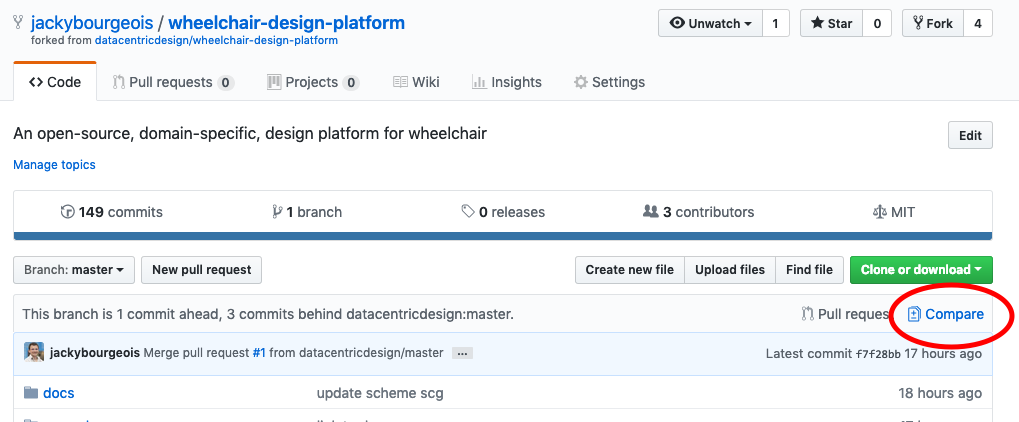 jackybourgeois / wheelchair-design-platform
forked from datacentricdesign/wheelchair-design-platform
Unwatch 1 Star 0 Fork 4
Code Pull requests 0 Projects 0 Wiki Insights Settings
An open-source, domain-specific, design platform for wheelchair
Edit
Manage topics
149 commits 1 branch 0 releases 3 contributors MIT
Branch: master New pull request Create new file Upload files Find file Clone or download
This branch is 1 commit ahead, 3 commits behind datacentricdesign:master. Pull reques Compare
jackybourgeois Merge pull request #1 from datacentricdesign/master ... Latest commit f7f28bb 17 hours ago
docs update scheme scg 18 hours ago